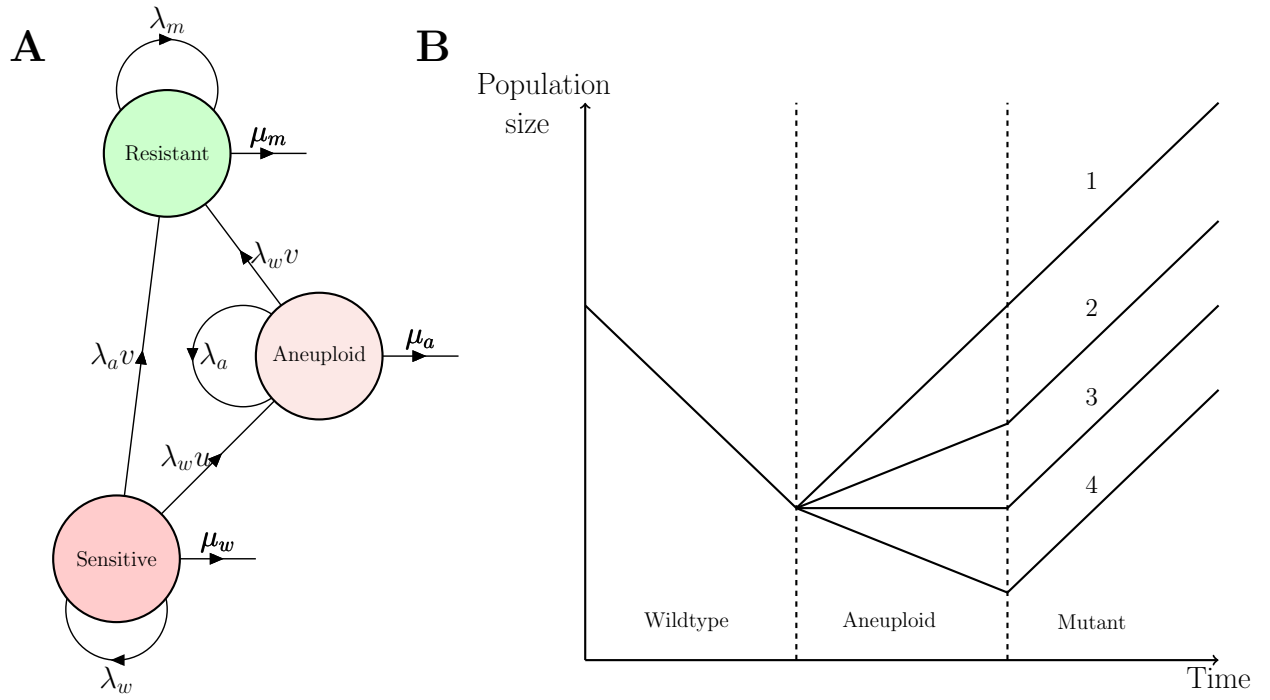 A
λm
Resistant
μm
λwv
λav
λa
Aneuploid
μa
λwu
Sensitive
μw
λw
B
Population
size
1
2
3
4
Wildtype
Aneuploid
Mutant
Time